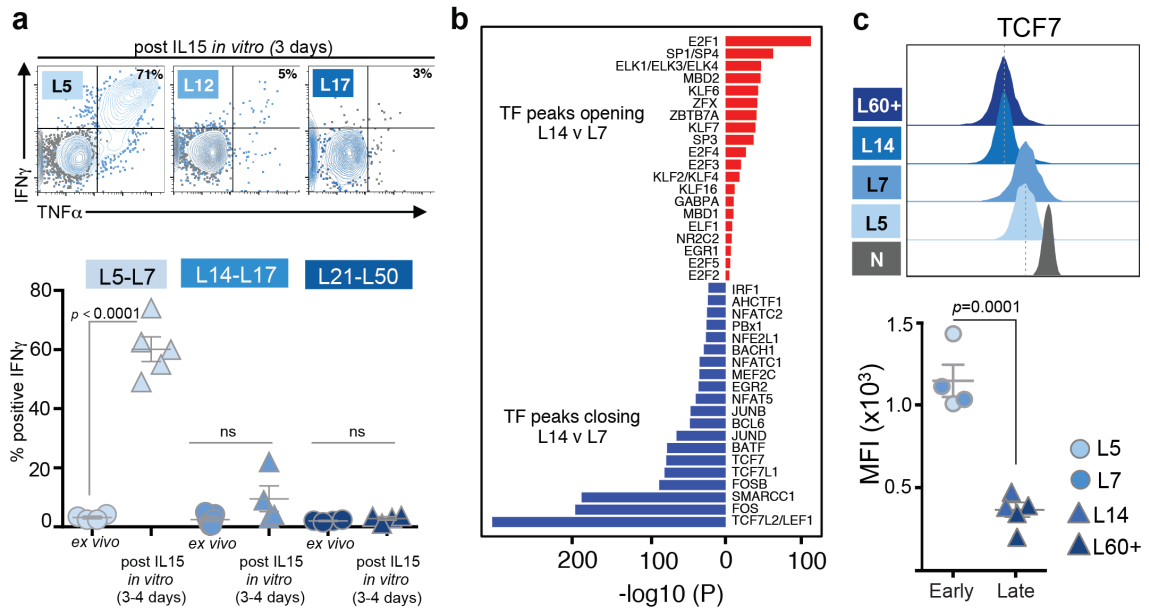 a
post IL15 in vitro (3 days)
L5
71%
L12
5%
L17
3%
IFNγ
TNFα
L5-L7
L14-L17
L21-L50
% positive IFNγ
80
60
40
20
0
p < 0.0001
ns
ns
ex vivo
post IL15
in vitro
(3-4 days)
ex vivo
post IL15
in vitro
(3-4 days)
ex vivo
post IL15
in vitro
(3-4 days)
b
TF peaks opening
L14 v L7
E2F1
SP1/SP4
ELK1/ELK3/ELK4
MBD2
KLF6
ZFX
ZBTB7A
KLF7
SP3
E2F4
E2F3
KLF2/KLF4
KLF16
GABPA
MBD1
ELF1
NR2C2
EGR1
E2F5
E2F2
TF peaks closing
L14 v L7
IRF1
AHCTF1
NFATC2
PBx1
NFE2L1
BACH1
NFATC1
MEF2C
EGR2
NFAT5
JUNB
BCL6
JUND
BATF
TCF7
TCF7L1
FOSB
SMARCC1
FOS
TCF7L2/LEF1
200
100
0
100
-log10 (P)
c
TCF7
L60+
L14
L7
L5
N
p=0.0001
MFI (x10³)
1.5
1.0
0.5
Early
Late
L5
L7
L14
L60+